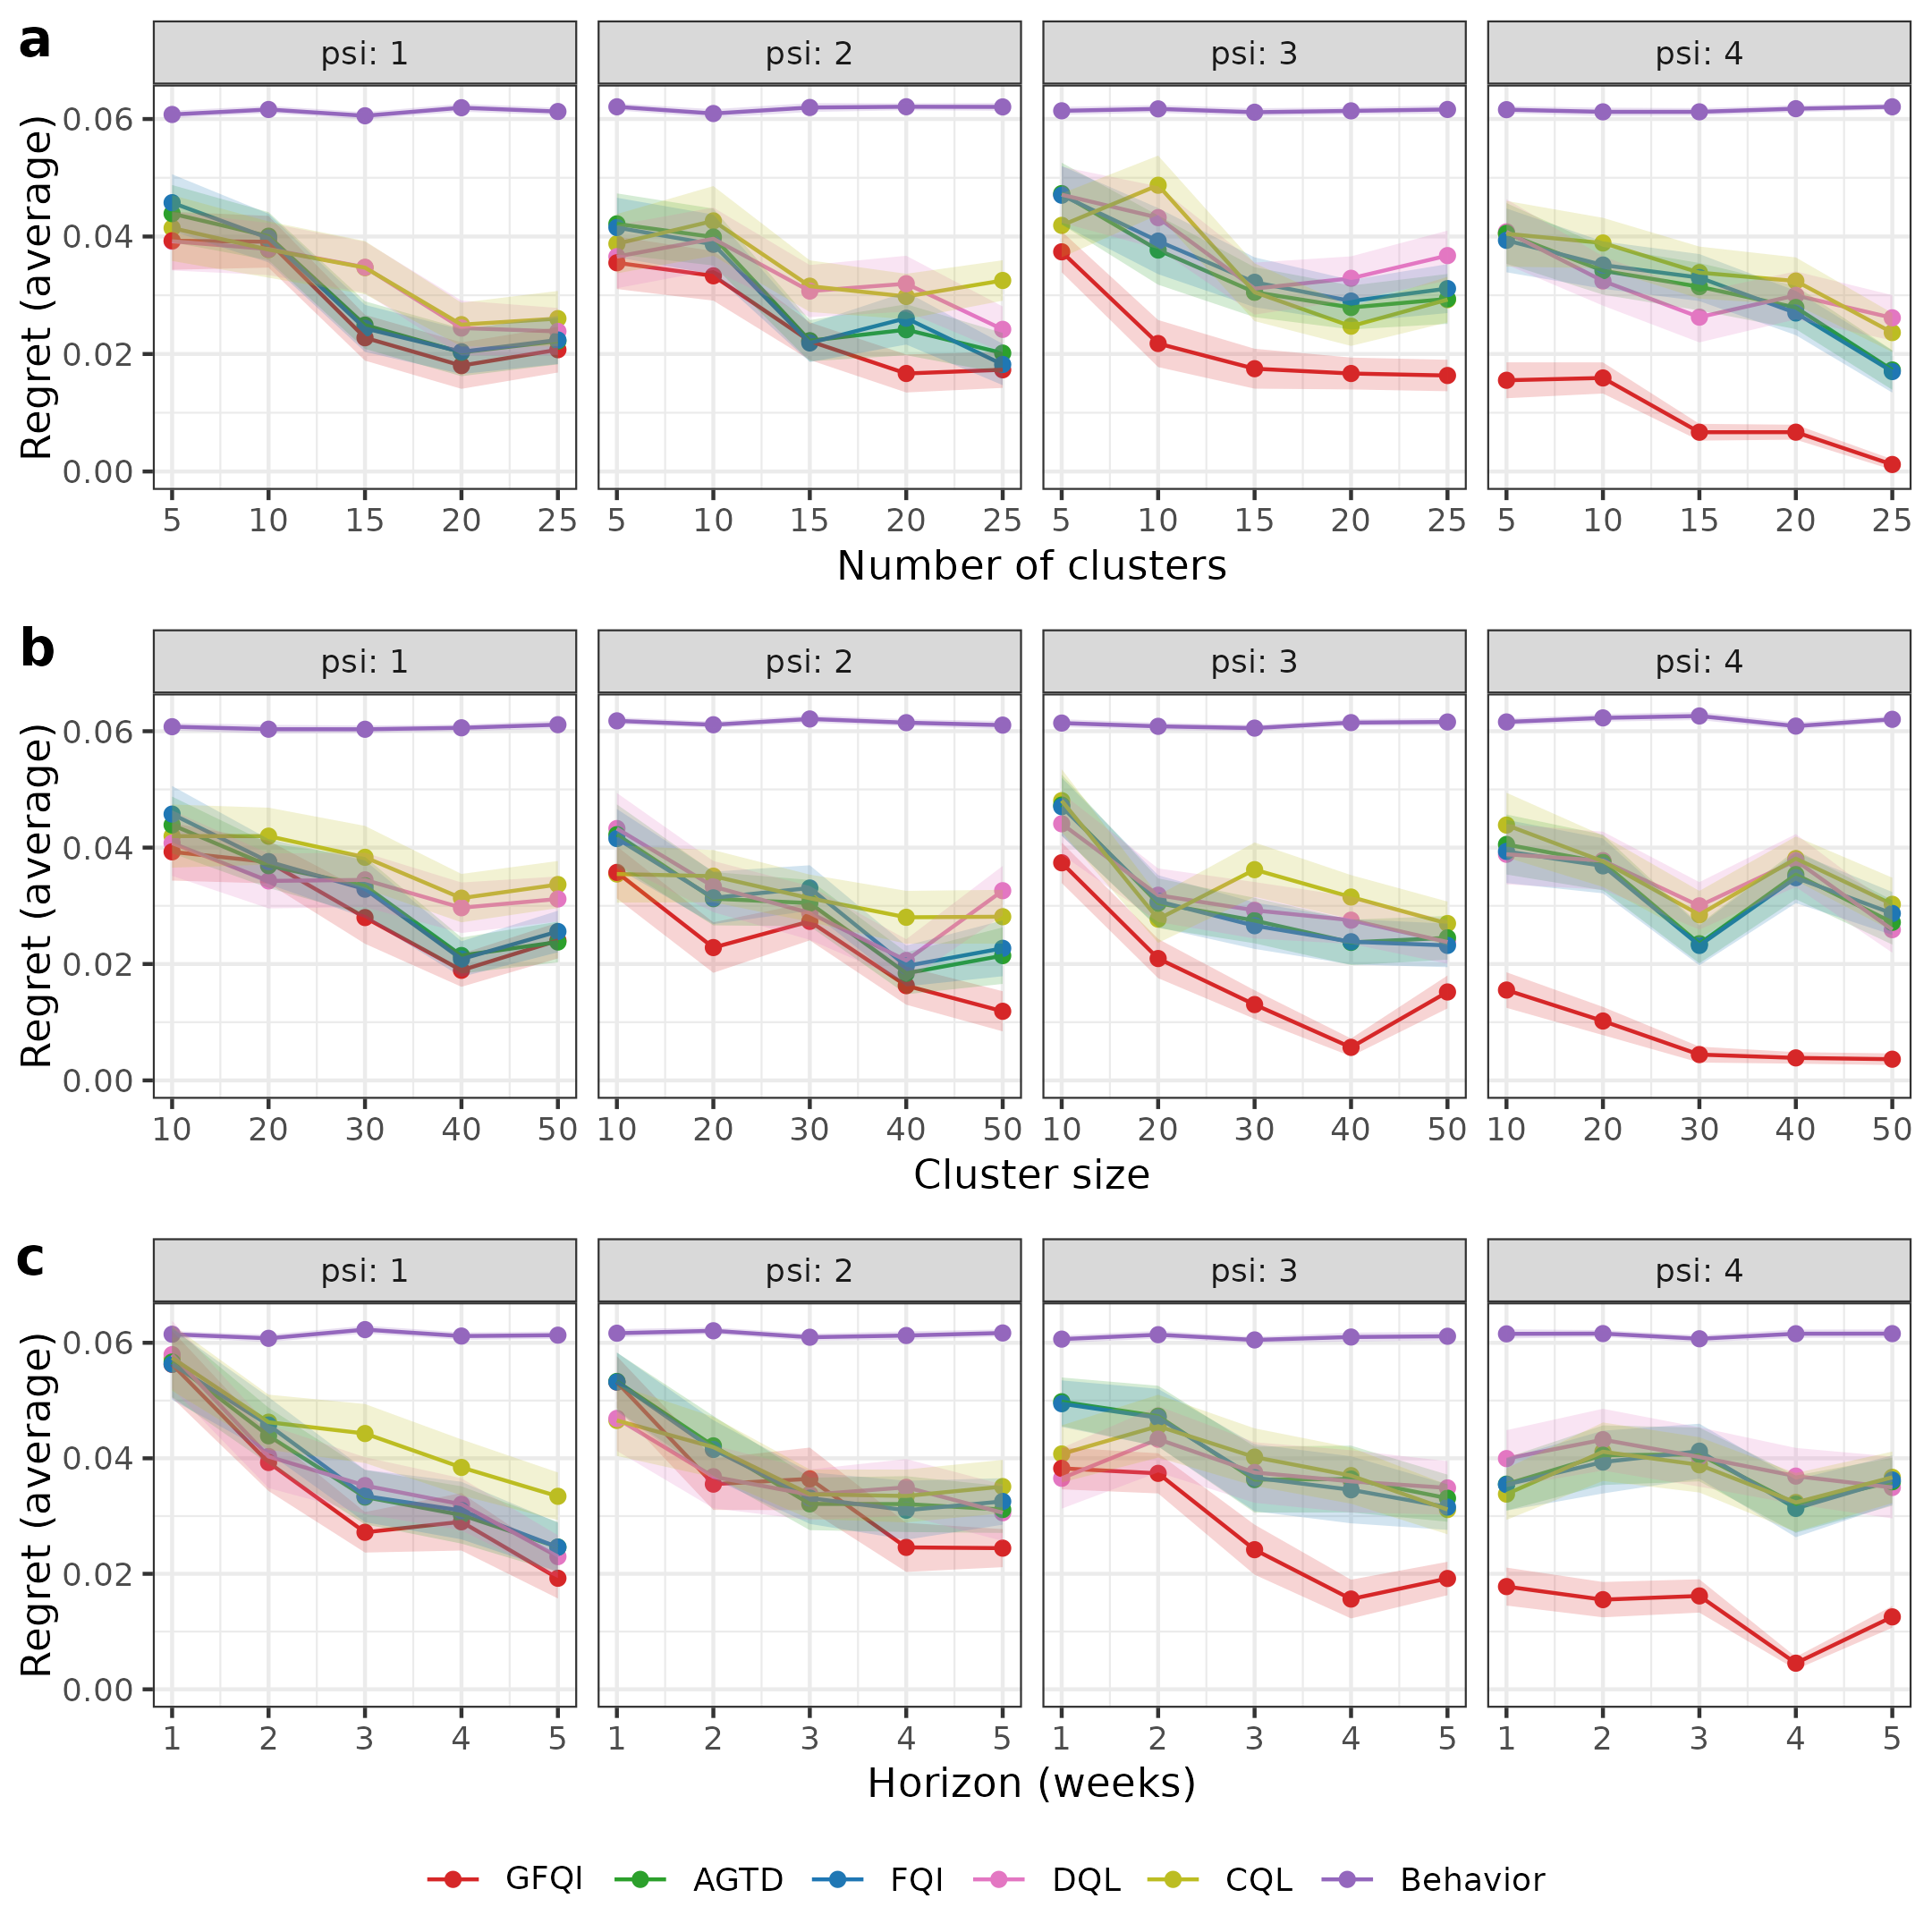 a
psi: 1 psi: 2 psi: 3 psi: 4
Regret (average)
0.06
0.04
0.02
0.00
5 10 15 20 25 5 10 15 20 25 5 10 15 20 25 5 10 15 20 25
Number of clusters
b
psi: 1 psi: 2 psi: 3 psi: 4
Regret (average)
0.06
0.04
0.02
0.00
10 20 30 40 50 10 20 30 40 50 10 20 30 40 50 10 20 30 40 50
Cluster size
c
psi: 1 psi: 2 psi: 3 psi: 4
Regret (average)
0.06
0.04
0.02
0.00
1 2 3 4 5 1 2 3 4 5 1 2 3 4 5 1 2 3 4 5
Horizon (weeks)
GFQI AGTD FQI DQL CQL Behavior